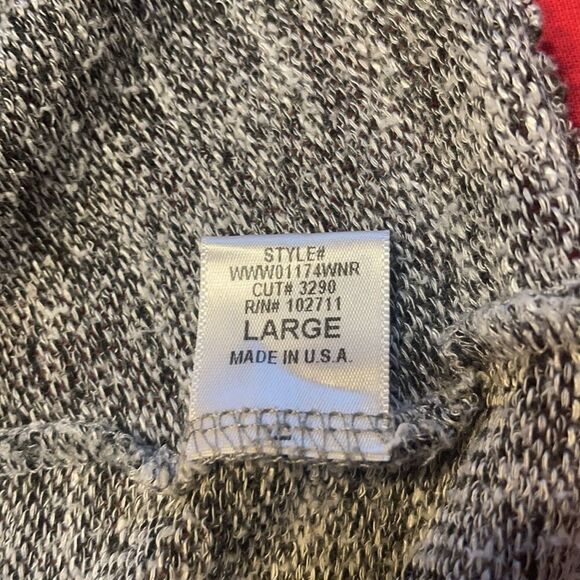 STYLE#
WWW01174WNR
CUT# 3290
R/N# 102711
LARGE
MADE IN U.S.A.